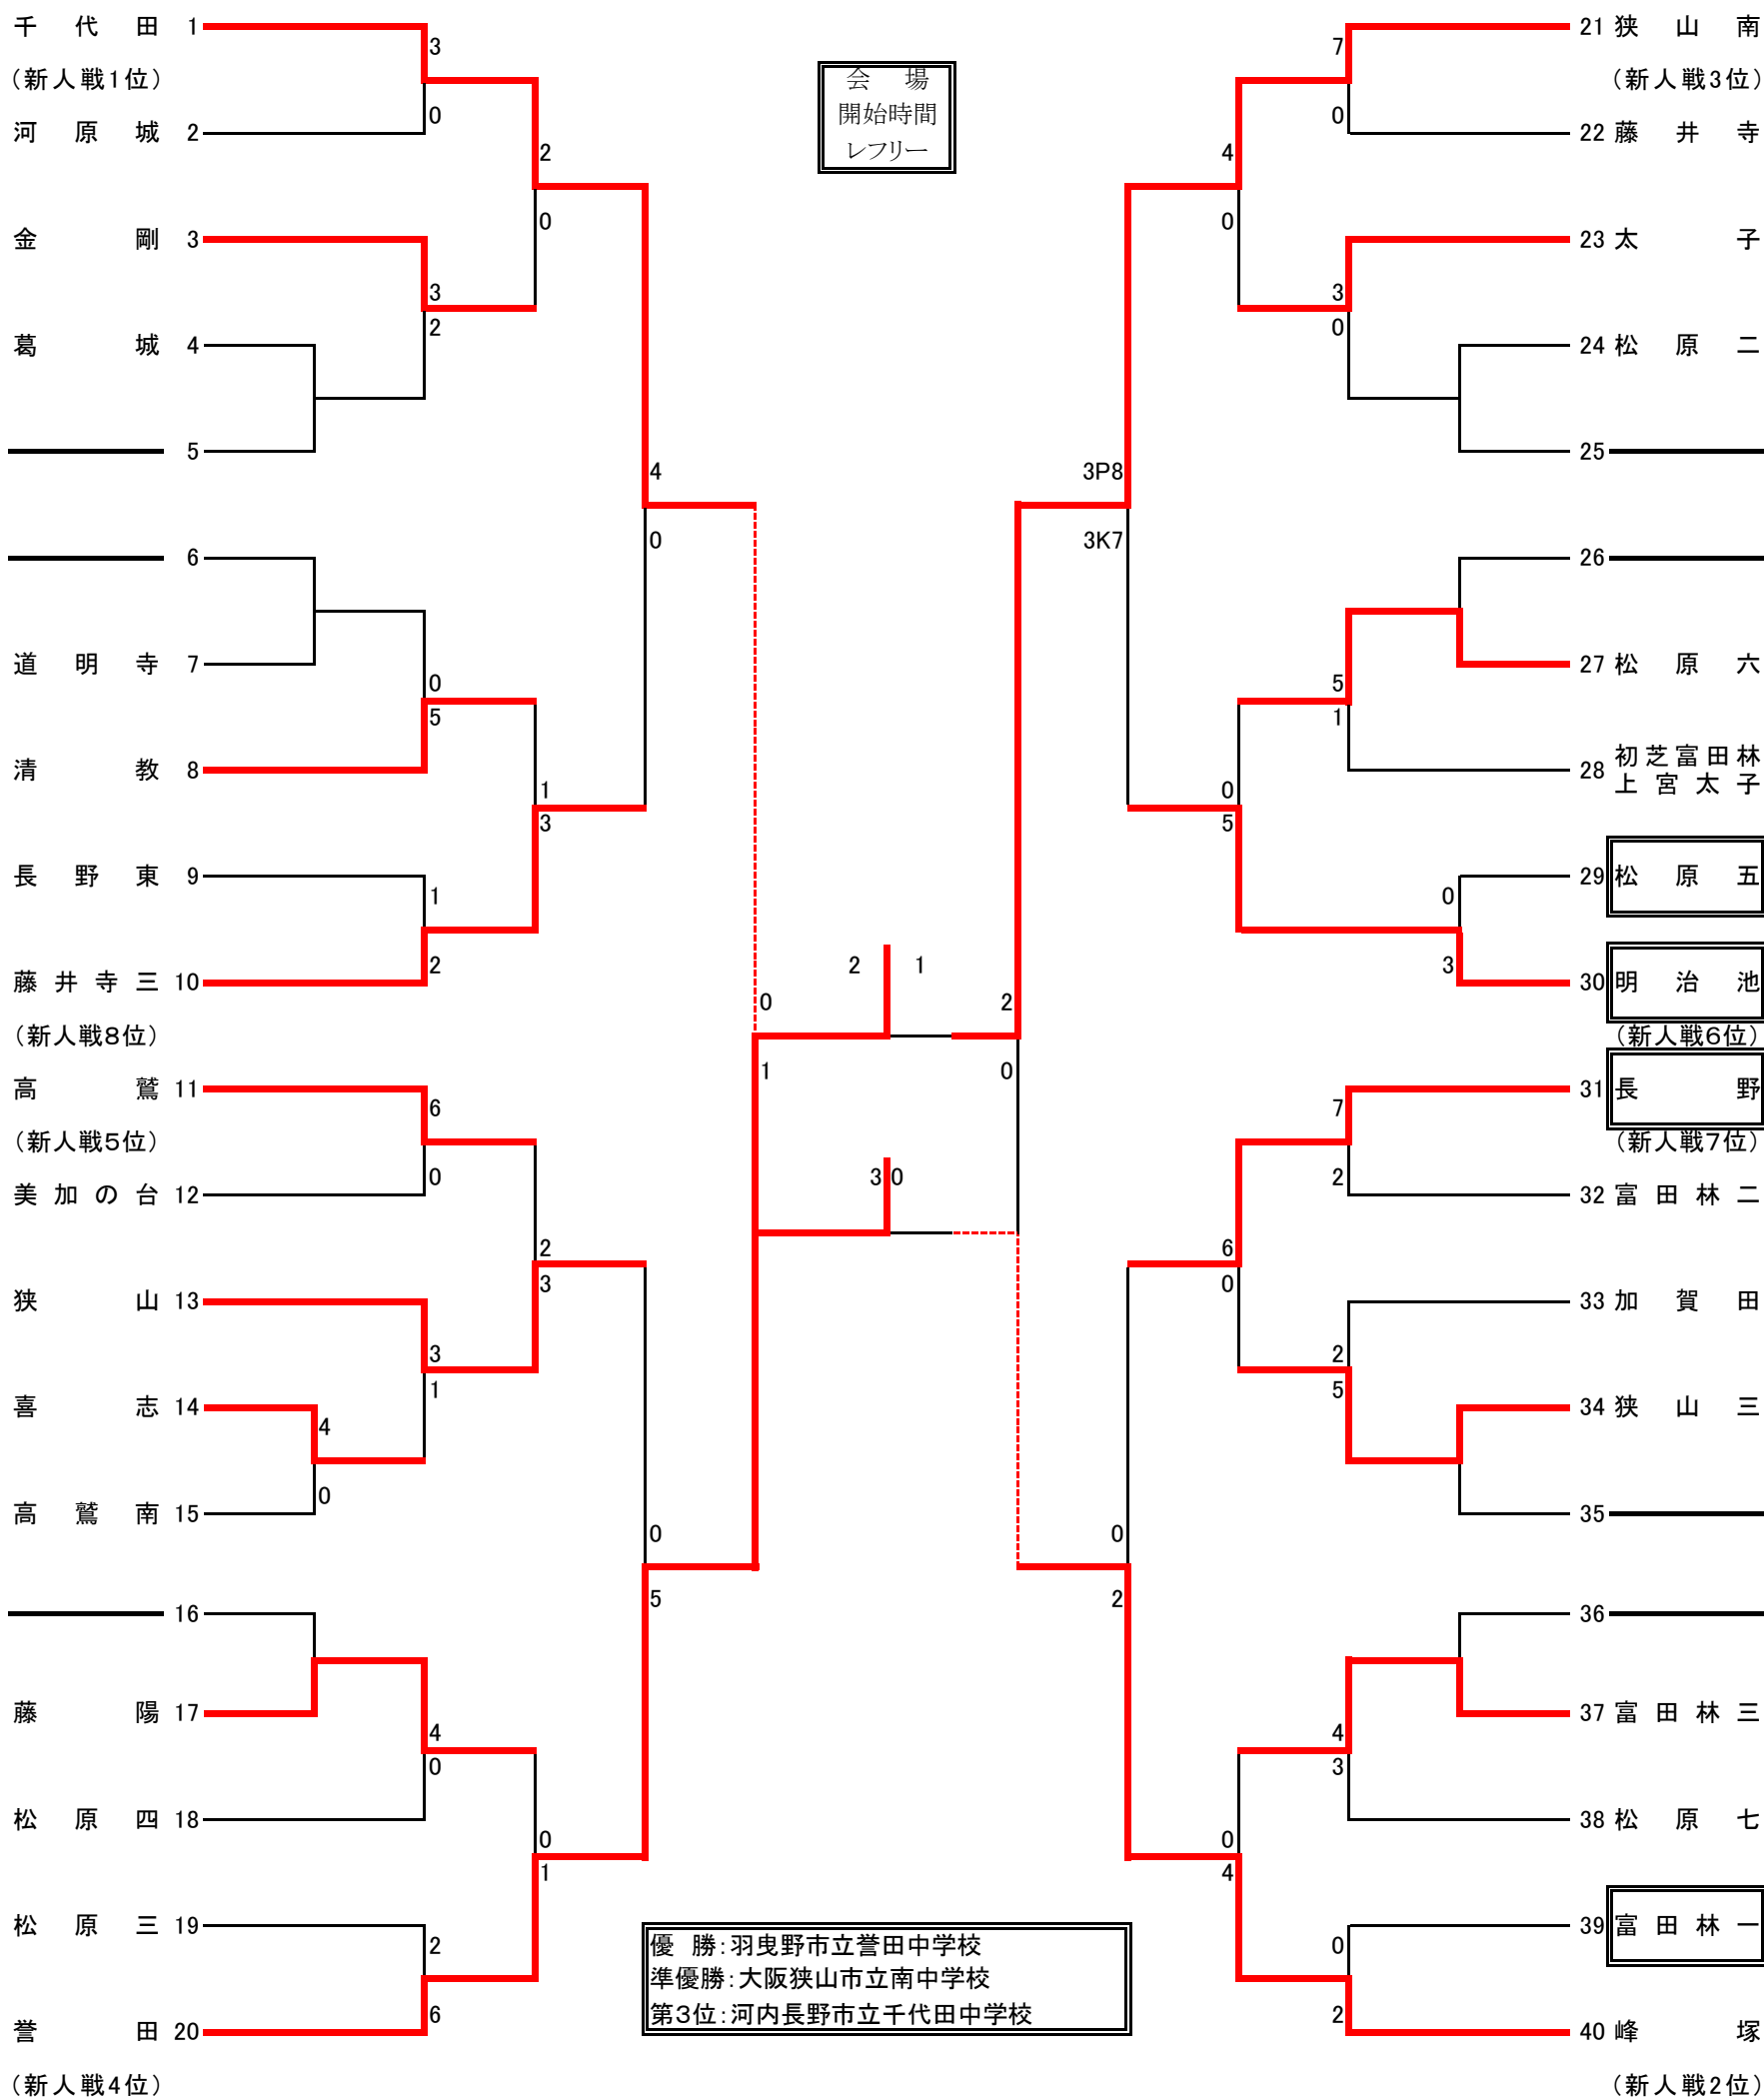 千代田 1
(新人戦1位)
河原城 2
金剛 3
葛城 4
5
6
道明寺 7
清教 8
長野東 9
藤井寺三 10
(新人戦8位)
高鷲 11
(新人戦5位)
美加の台 12
狭山 13
喜志 14
高鷲南 15
16
藤陽 17
松原四 18
松原三 19
誉田 20
(新人戦4位)
3
0
2
0
3
2
4
0
0
5
1
3
1
2
6
0
2
3
3
1
4
0
0
5
4
0
0
1
2
6
会場
開始時間
レフリー
0
1
2 1
3 0
2
0
優勝:羽曳野市立誉田中学校
準優勝:大阪狭山市立南中学校
第3位:河内長野市立千代田中学校
7
0
4
0
3
0
3P8
3K7
5
1
0
5
0
3
7
2
6
0
2
5
0
2
4
3
0
4
0
2
21 狭山南
(新人戦3位)
22 藤井寺
23 太子
24 松原二
25
26
27 松原六
28 初芝富田林
上宮太子
29 松原五
30 明治池
(新人戦6位)
31 長野
(新人戦7位)
32 富田林二
33 加賀田
34 狭山三
35
36
37 富田林三
38 松原七
39 富田林一
40 峰塚
(新人戦2位)